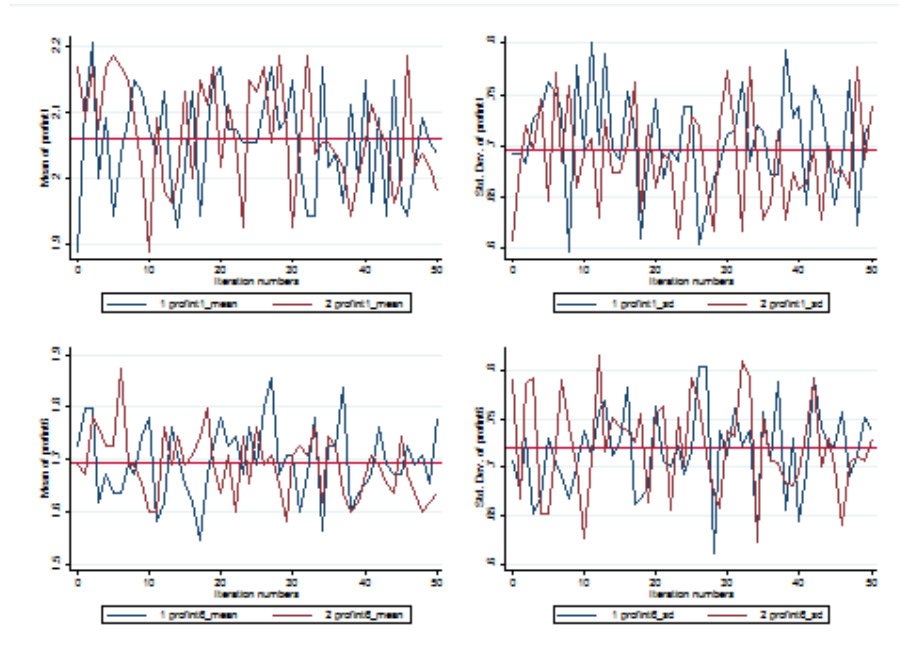 Mean of profint1
2.2
2.1
2.
1.9
0 10 20 30 40 50
Iteration numbers
1 profint1_mean 2 profint1_mean
Std. Dev. of profint1
.8
.75
.7
.65
.6
0 10 20 30 40 50
Iteration numbers
1 profint1_sd 2 profint1_sd
Mean of profint6
1.9
1.8
1.7
1.6
1.5
0 10 20 30 40 50
Iteration numbers
1 profint6_mean 2 profint6_mean
Std. Dev. of profint6
.8
.75
.7
.65
.6
0 10 20 30 40 50
Iteration numbers
1 profint6_sd 2 profint6_sd